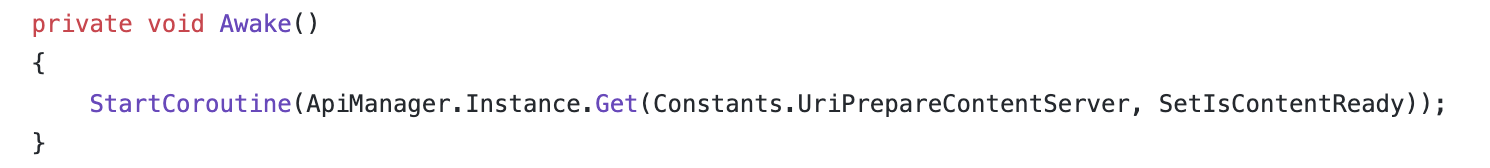 private void Awake()
{
    StartCoroutine(ApiManager.Instance.Get(Constants.UriPrepareContentServer, SetIsContentReady));
}